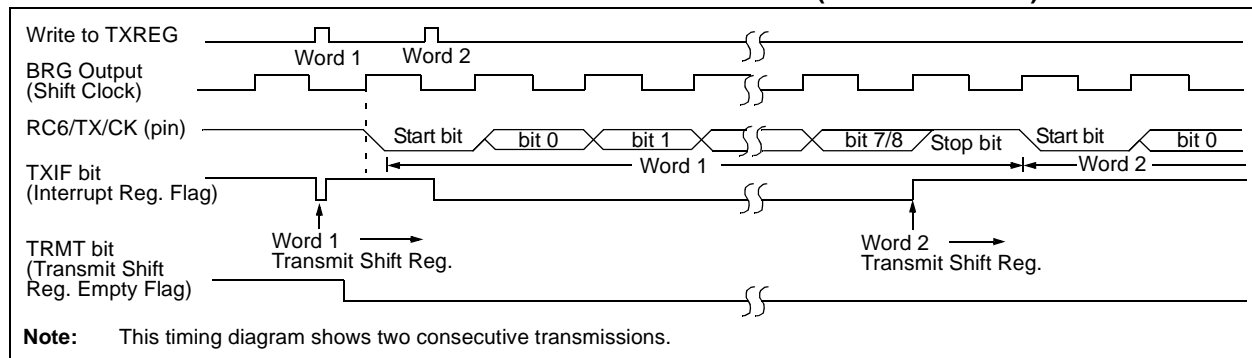 Write to TXREG
Word 1
Word 2
BRG Output
(Shift Clock)
RC6/TX/CK (pin)
Start bit
bit 0
bit 1
bit 7/8
Stop bit
Start bit
bit 0
Word 1
Word 2
TXIF bit
(Interrupt Reg. Flag)
Word 1
Transmit Shift Reg.
Word 2
Transmit Shift Reg.
TRMT bit
(Transmit Shift
Reg. Empty Flag)
Note: This timing diagram shows two consecutive transmissions.